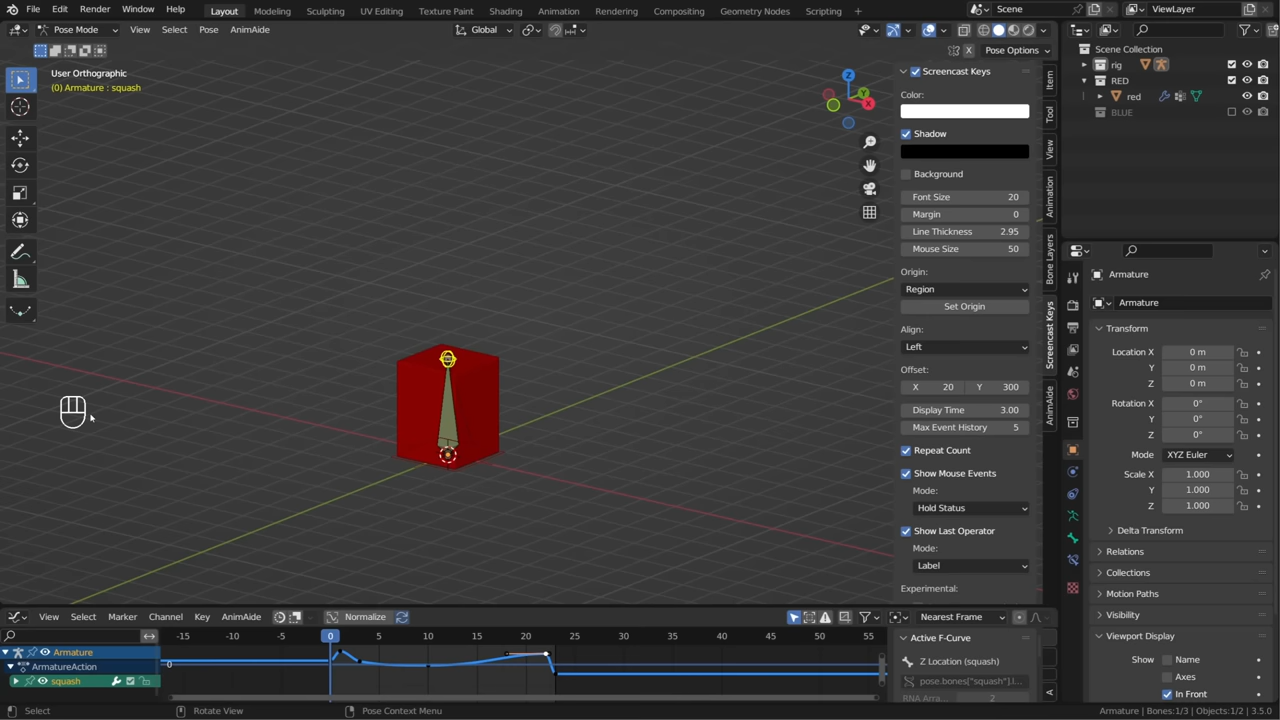 File Edit Render Window Help Layout Modeling Sculpting UV Editing Texture Paint Shading Animation Rendering Compositing Geometry Nodes Scripting + Scene ViewLayer
Pose Mode View Select Pose AnimAide Global
X Pose Options
User Orthographic
(0) Armature : squash
Z
Y
X
Screencast Keys
Color:
Shadow
Background
Font Size 20
Margin 0
Line Thickness 2.95
Mouse Size 50
Origin:
Region
Set Origin
Align:
Left
Offset:
X 20 Y 300
Display Time 3.00
Max Event History 5
Repeat Count
Show Mouse Events
Mode:
Hold Status
Show Last Operator
Mode:
Label
Experimental:
Item
Tool
View
Animation
Bone Layers
Screencast Keys
AnimAide
Scene Collection
rig
RED
red
BLUE
Armature
Armature
Transform
Location X 0 m
Y 0 m
Z 0 m
Rotation X 0°
Y 0°
Z 0°
Mode XYZ Euler
Scale X 1.000
Y 1.000
Z 1.000
Delta Transform
Relations
Collections
Motion Paths
Visibility
Viewport Display
Show Name
Axes
In Front
View Select Marker Channel Key AnimAide Normalize Nearest Frame
-15 -10 -5 0 5 10 15 20 25 30 35 40 45 50 55
Armature
ArmatureAction
squash
0
Active F-Curve
Z Location (squash)
pose.bones["squash"].l...
RNA Arra... 2
A
Select Rotate View Pose Context Menu Armature | Bones:1/3 | Objects:1/2 | 3.5.0